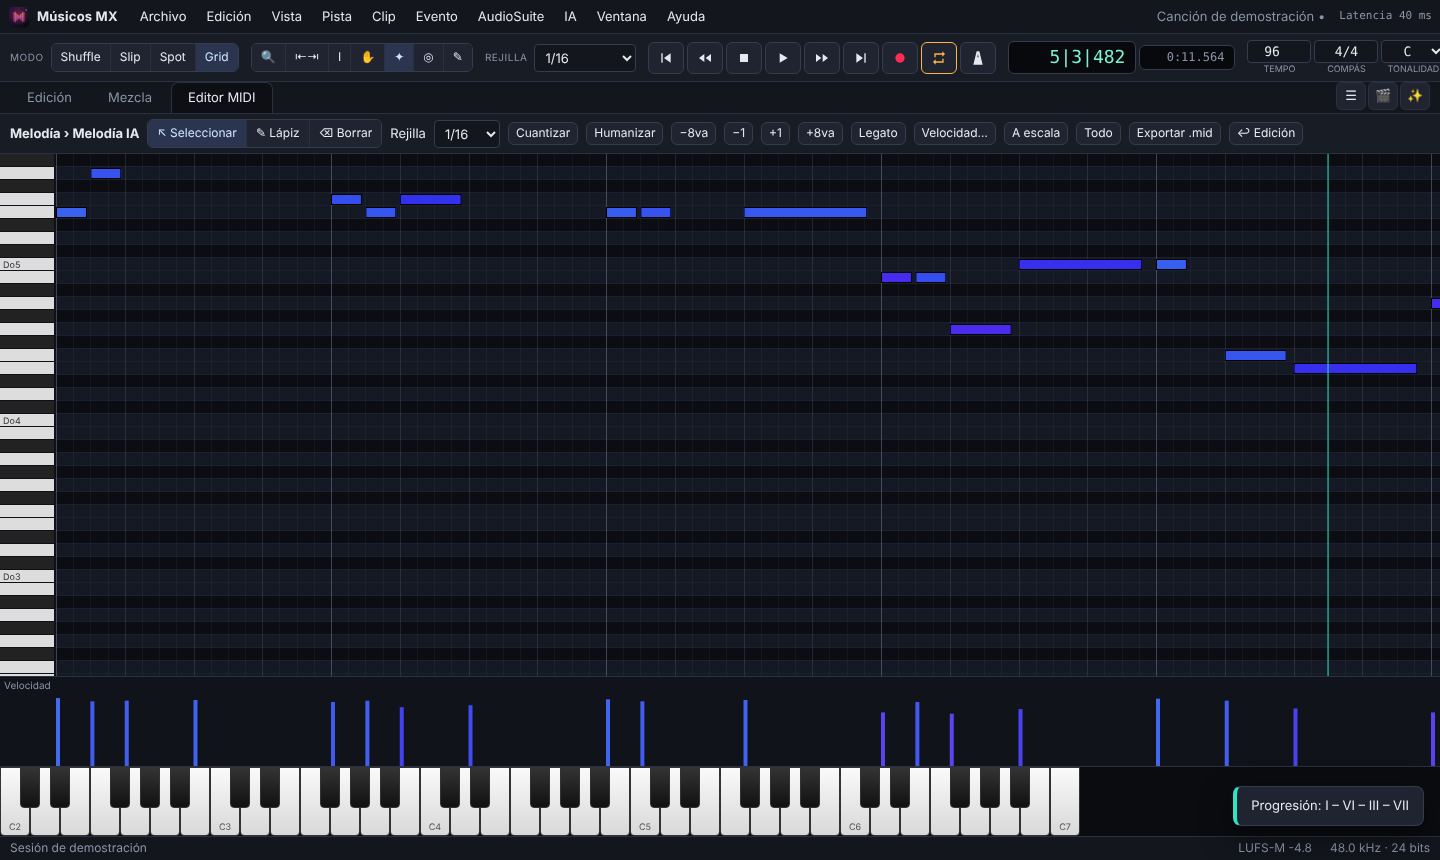 Músicos MX Archivo Edición Vista Pista Clip Evento AudioSuite IA Ventana Ayuda Canción de demostración • Latencia 40 ms
MODO Shuffle Slip Spot Grid I REJILLA 1/16 5|3|482 0:11.564 96 4/4 C
TEMPO COMPÁS TONALIDAD
Edición Mezcla Editor MIDI
Melodía › Melodía IA Seleccionar Lápiz Borrar Rejilla 1/16 Cuantizar Humanizar −8va −1 +1 +8va Legato Velocidad... A escala Todo Exportar .mid ↩ Edición
Do5
Do4
Do3
Velocidad
C2 C3 C4 C5 C6 C7
Progresión: I – VI – III – VII
Sesión de demostración LUFS-M -4.8 48.0 kHz · 24 bits